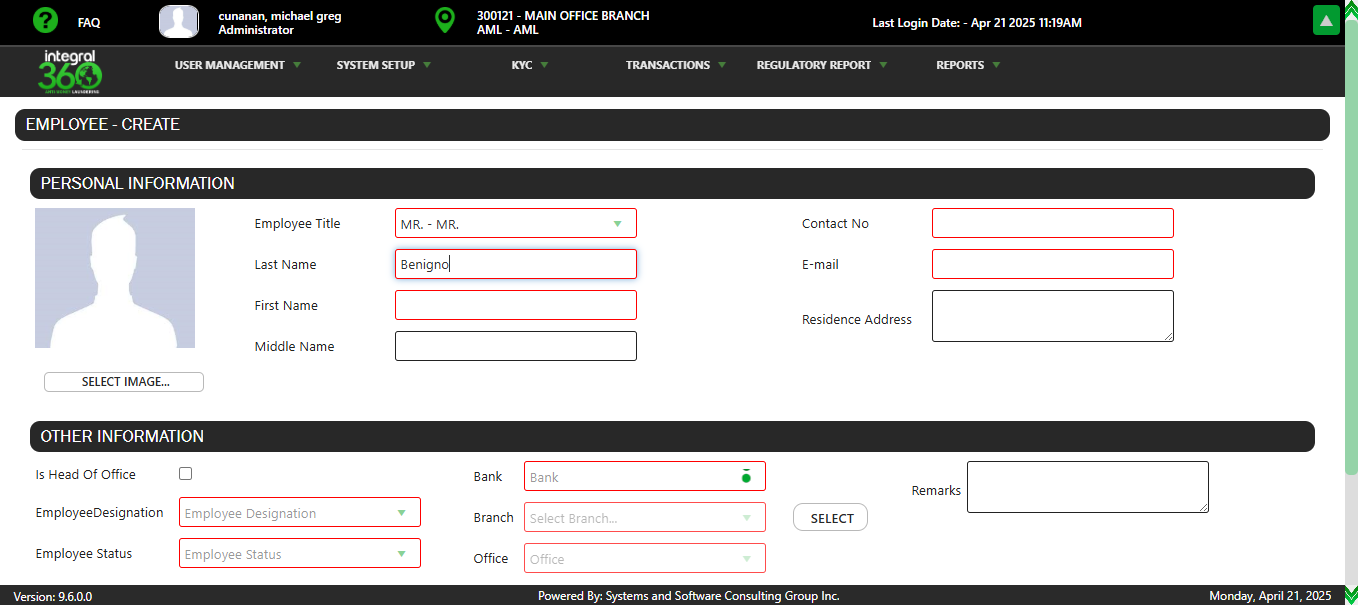 FAQ
cunanan, michael greg
Administrator
300121 - MAIN OFFICE BRANCH
AML - AML
Last Login Date: - Apr 21 2025 11:19AM
integral
360
USER MANAGEMENT
SYSTEM SETUP
KYC
TRANSACTIONS
REGULATORY REPORT
REPORTS
EMPLOYEE - CREATE
PERSONAL INFORMATION
Employee Title
MR. - MR.
Contact No
Last Name
Benigno
E-mail
First Name
Residence Address
Middle Name
SELECT IMAGE...
OTHER INFORMATION
Is Head Of Office
Bank
Bank
Remarks
EmployeeDesignation
Employee Designation
Branch
Select Branch...
SELECT
Employee Status
Employee Status
Office
Office
Version: 9.6.0.0
Powered By: Systems and Software Consulting Group Inc.
Monday, April 21, 2025